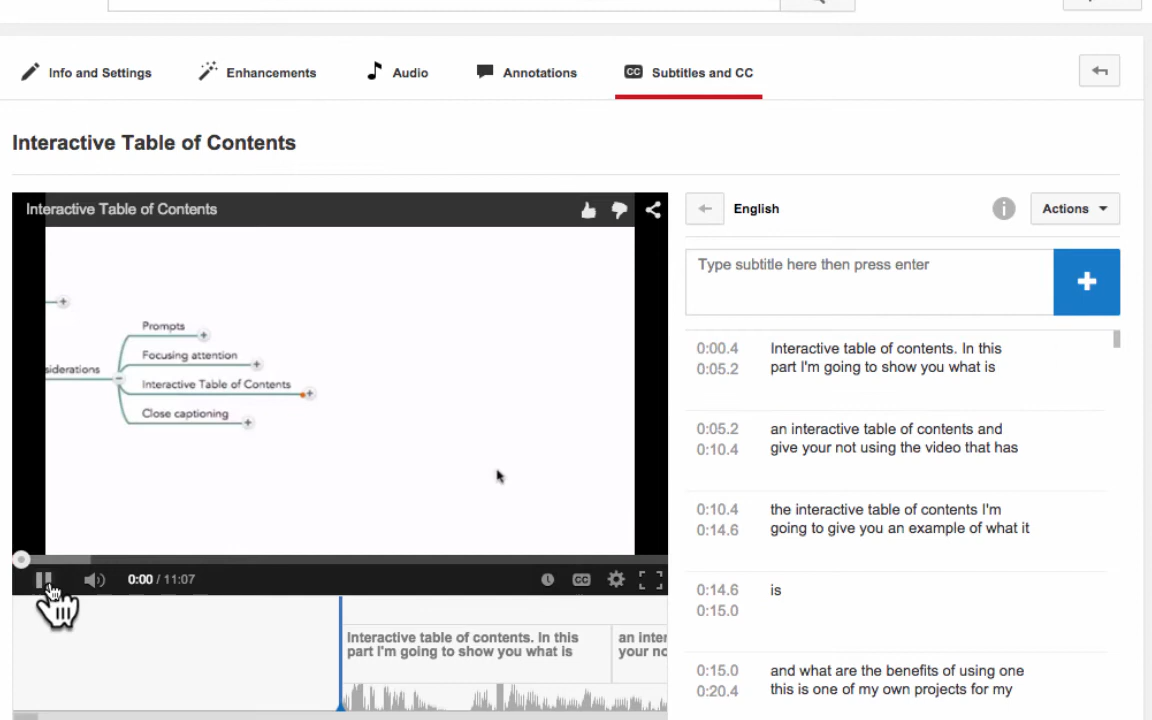 Info and Settings
Enhancements
Audio
Annotations
CC
Subtitles and CC
Interactive Table of Contents
Interactive Table of Contents
Prompts
Focusing attention
siderations
Interactive Table of Contents
Close captioning
0:00 / 11:07
CC
Interactive table of contents. In this
part I'm going to show you what is
an inter
your no
English
Actions
Type subtitle here then press enter
0:00.4 Interactive table of contents. In this
0:05.2 part I'm going to show you what is
0:05.2 an interactive table of contents and
0:10.4 give your not using the video that has
0:10.4 the interactive table of contents I'm
0:14.6 going to give you an example of what it
0:14.6 is
0:15.0
0:15.0 and what are the benefits of using one
0:20.4 this is one of my own projects for my